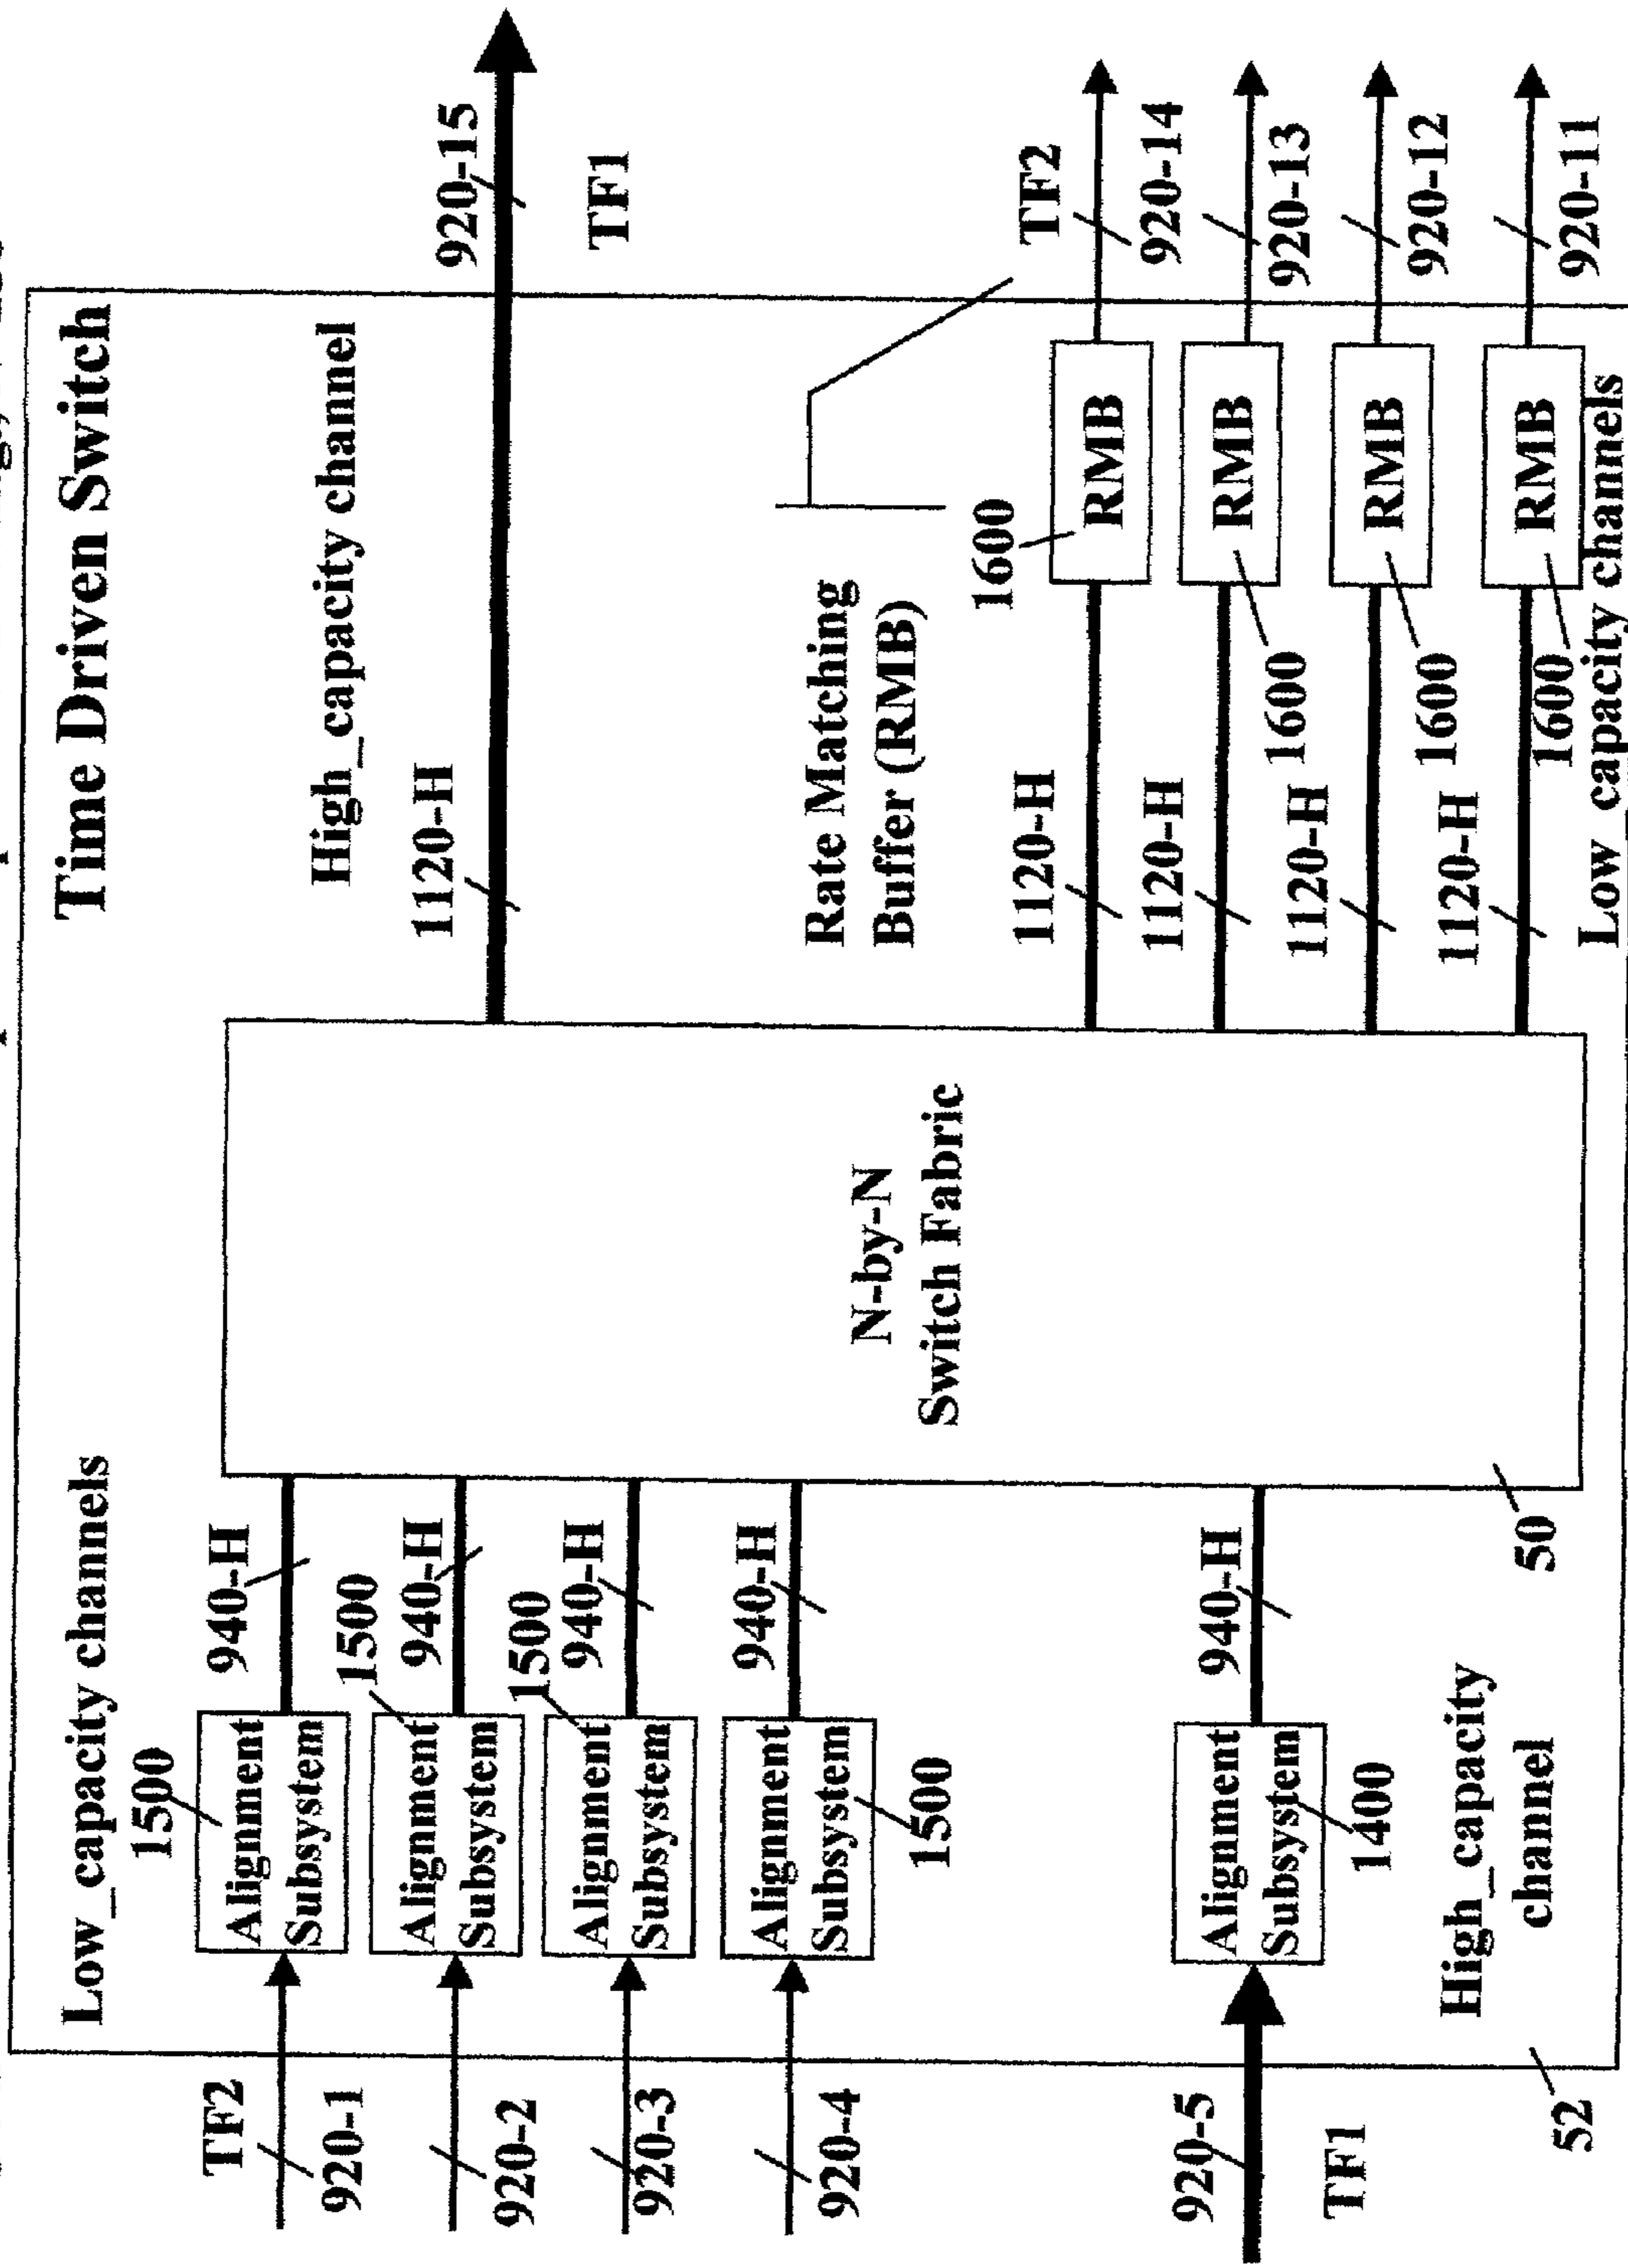 Time Driven Switch
Low_capacity channels
High_capacity channel
TF2
920-1
1500
Alignment
Subsystem
940-H
920-2
1500
Alignment
Subsystem
940-H
920-3
1500
Alignment
Subsystem
940-H
920-4
1500
Alignment
Subsystem
940-H
920-5
TF1
1400
Alignment
Subsystem
940-H
High_capacity
channel
52
50
N-by-N
Switch Fabric
1120-H
920-15
TF1
Rate Matching
Buffer (RMB)
1120-H
1600
RMB
TF2
920-14
1120-H
1600
RMB
920-13
1120-H
1600
RMB
920-12
1120-H
1600
RMB
920-11
Low_capacity channels